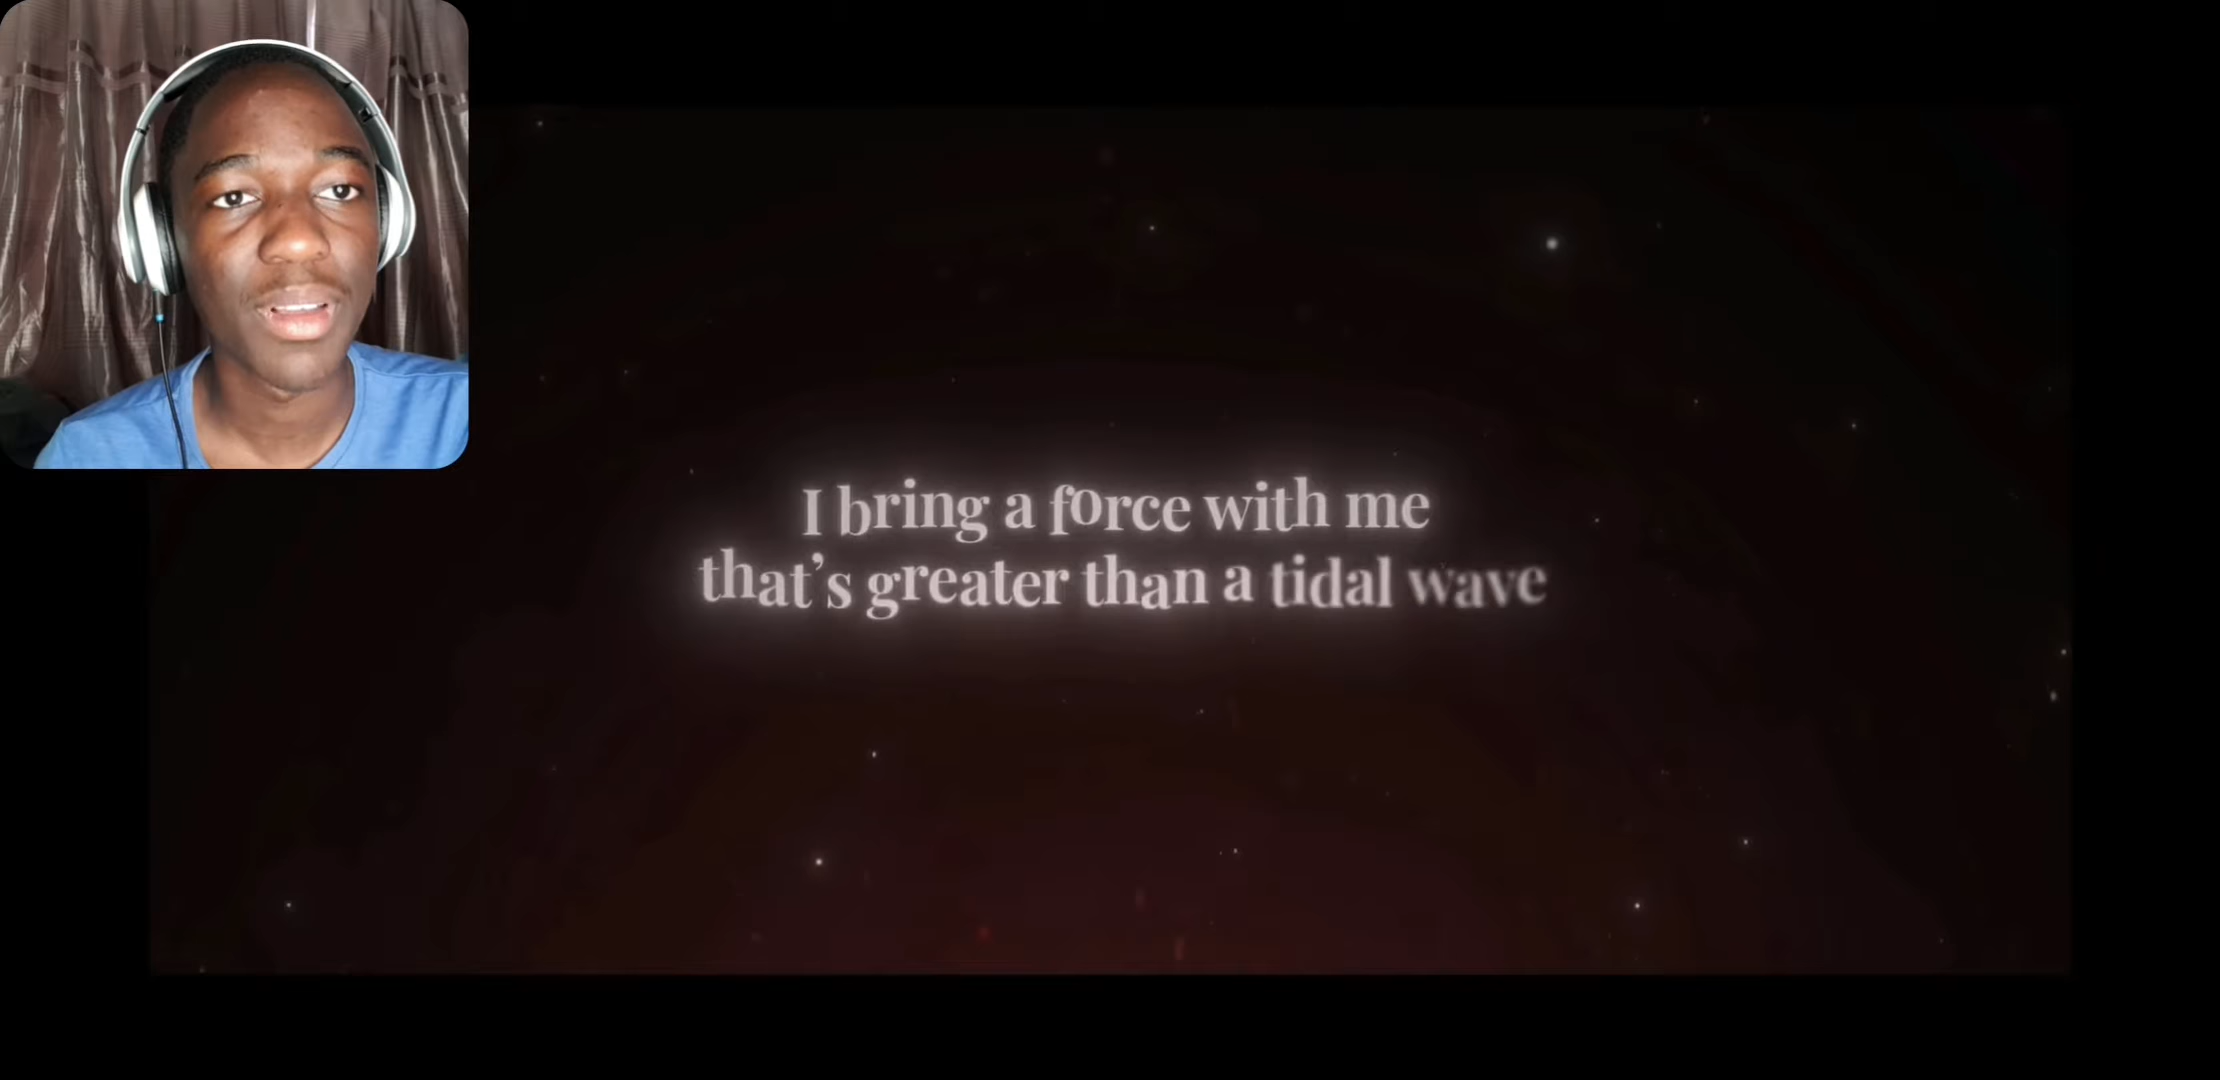 I bring a force with me
that’s greater than a tidal wave